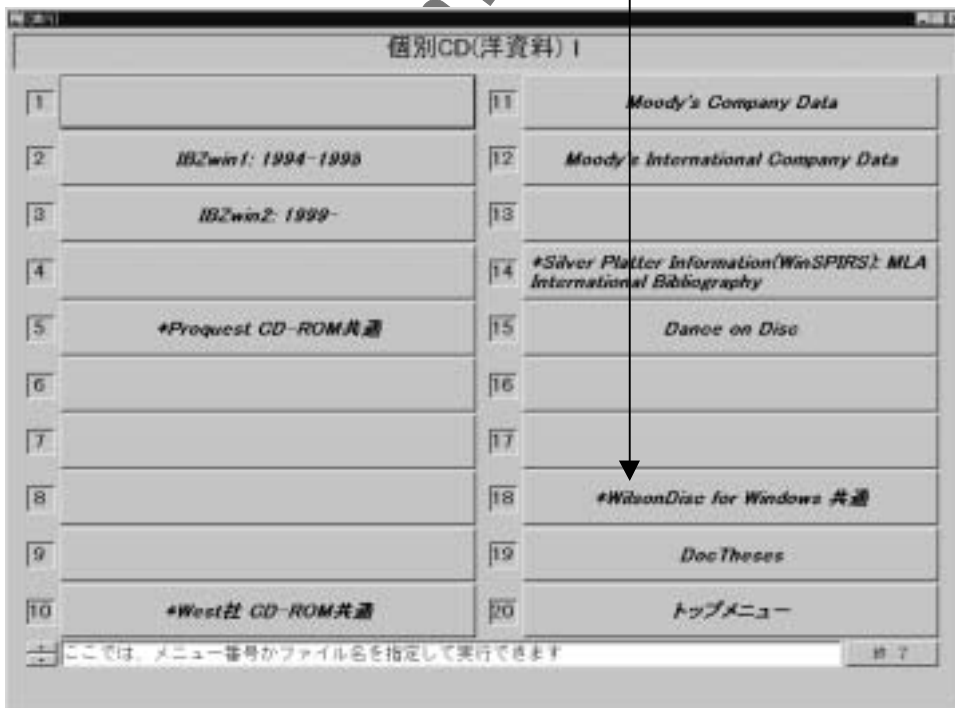 個別CD(洋資料) I
1
2 IBZwin1: 1994-1998
3 IBZwin2: 1999-
4
5 *Proquest CD-ROM共通
6
7
8
9
10 *West社 CD-ROM共通
11 Moody's Company Data
12 Moody's International Company Data
13
14 *Silver Platter Information(WinSPIRS): MLA
International Bibliography
15 Dance on Disc
16
17
18 *WilsonDisc for Windows 共通
19 DocTheses
20 トップメニュー
ここでは、メニュー番号かファイル名を指定して実行できます
終了